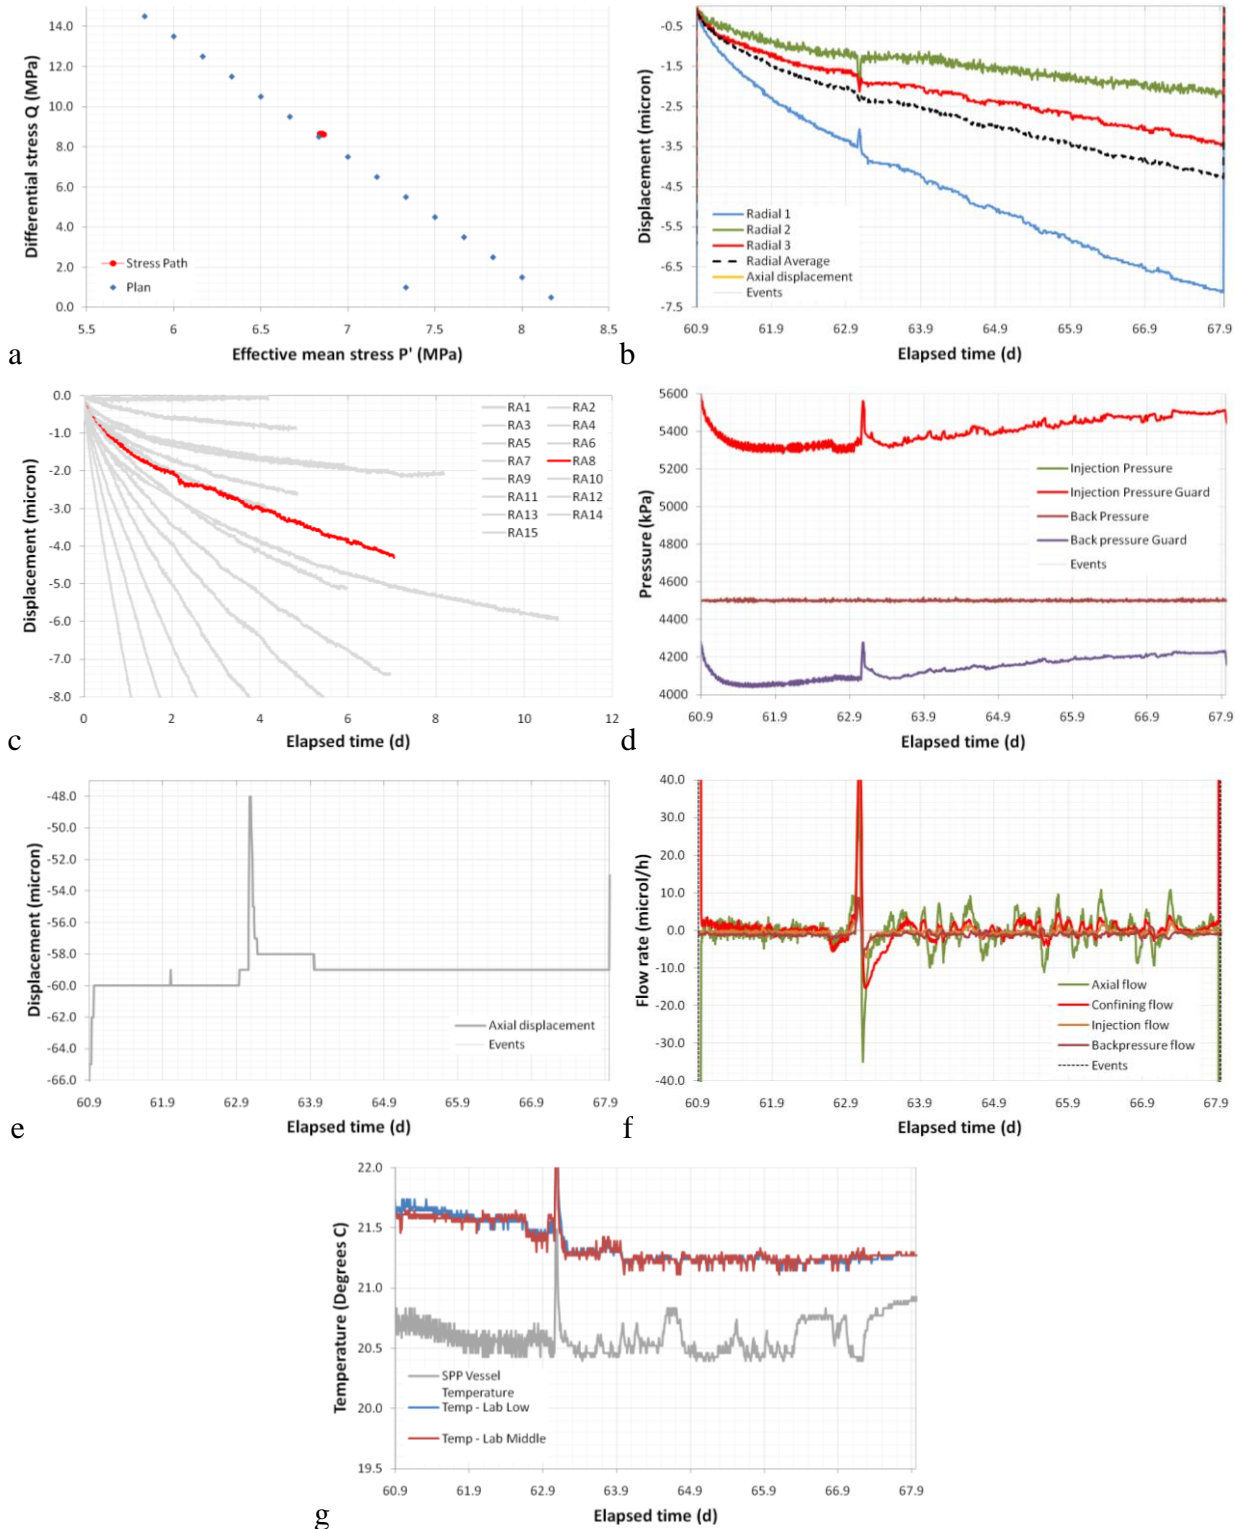 Differential stress Q (MPa)
14.0
12.0
10.0
8.0
6.0
4.0
2.0
0.0
Stress Path
Plan
5.5 6 6.5 7 7.5 8 8.5
Effective mean stress P' (MPa)
a
Displacement (micron)
-0.5
-1.5
-2.5
-3.5
-4.5
-5.5
-6.5
-7.5
Radial 1
Radial 2
Radial 3
Radial Average
Axial displacement
Events
60.9 61.9 62.9 63.9 64.9 65.9 66.9 67.9
Elapsed time (d)
b
Displacement (micron)
0.0
-1.0
-2.0
-3.0
-4.0
-5.0
-6.0
-7.0
-8.0
RA1 RA2
RA3 RA4
RA5 RA6
RA7 RA8
RA9 RA10
RA11 RA12
RA13 RA14
RA15
0 2 4 6 8 10 12
Elapsed time (d)
c
Pressure (kPa)
5600
5400
5200
5000
4800
4600
4400
4200
4000
Injection Pressure
Injection Pressure Guard
Back Pressure
Back pressure Guard
Events
60.9 61.9 62.9 63.9 64.9 65.9 66.9 67.9
Elapsed time (d)
d
Displacement (micron)
-48.0
-50.0
-52.0
-54.0
-56.0
-58.0
-60.0
-62.0
-64.0
-66.0
Axial displacement
Events
60.9 61.9 62.9 63.9 64.9 65.9 66.9 67.9
Elapsed time (d)
e
Flow rate (microl/h)
40.0
30.0
20.0
10.0
0.0
-10.0
-20.0
-30.0
-40.0
Axial flow
Confining flow
Injection flow
Backpressure flow
Events
60.9 61.9 62.9 63.9 64.9 65.9 66.9 67.9
Elapsed time (d)
f
Temperature (Degrees C)
22.0
21.5
21.0
20.5
20.0
19.5
SPP Vessel
Temperature
Temp - Lab Low
Temp - Lab Middle
60.9 61.9 62.9 63.9 64.9 65.9 66.9 67.9
Elapsed time (d)
g